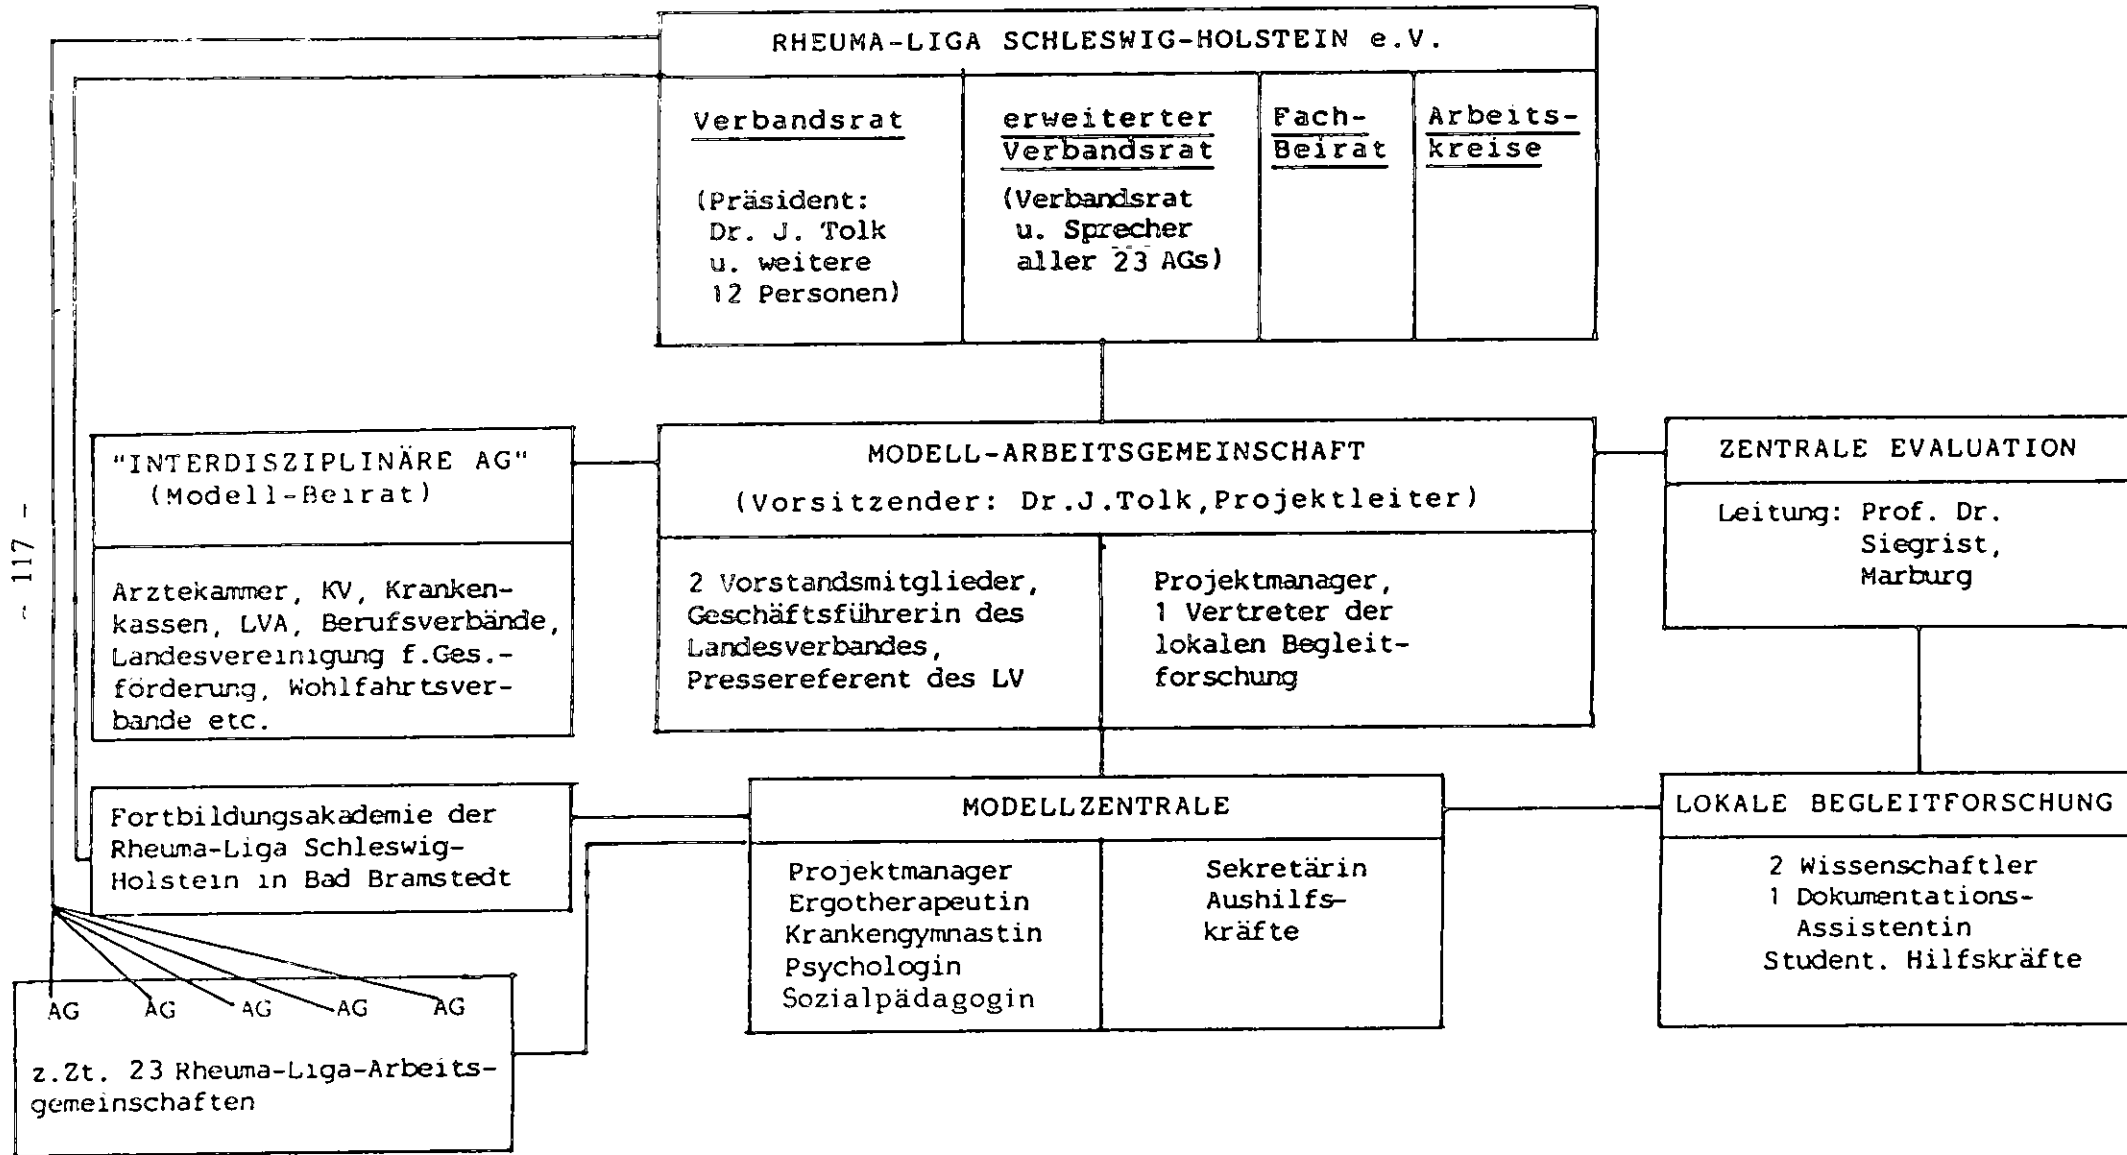 RHEUMA-LIGA SCHLESWIG-HOLSTEIN e.V.
Verbandsrat
(Präsident:
Dr. J. Tolk
u. weitere
12 Personen)
erweiterter
Verbandsrat
(Verbandsrat
u. Sprecher
aller 23 AGs)
Fach-
Beirat
Arbeits-
kreise
"INTERDISZIPLINÄRE AG"
(Modell-Beirat)
Arztekammer, KV, Kranken-
kassen, LVA, Berufsverbände,
Landesvereinigung f.Ges.-
förderung, Wohlfahrtsver-
bande etc.
MODELL-ARBEITSGEMEINSCHAFT
(Vorsitzender: Dr.J.Tolk,Projektleiter)
2 Vorstandsmitglieder,
Geschäftsführerin des
Landesverbandes,
Pressereferent des LV
Projektmanager,
1 Vertreter der
lokalen Begleit-
forschung
ZENTRALE EVALUATION
Leitung: Prof. Dr.
Siegrist,
Marburg
- 117 -
Fortbildungsakademie der
Rheuma-Liga Schleswig-
Holstein in Bad Bramstedt
MODELLZENTRALE
Projektmanager
Ergotherapeutin
Krankengymnastin
Psychologin
Sozialpädagogin
Sekretärin
Aushilfs-
kräfte
LOKALE BEGLEITFORSCHUNG
2 Wissenschaftler
1 Dokumentations-
Assistentin
Student. Hilfskräfte
AG AG AG AG AG
z.Zt. 23 Rheuma-Liga-Arbeits-
gemeinschaften